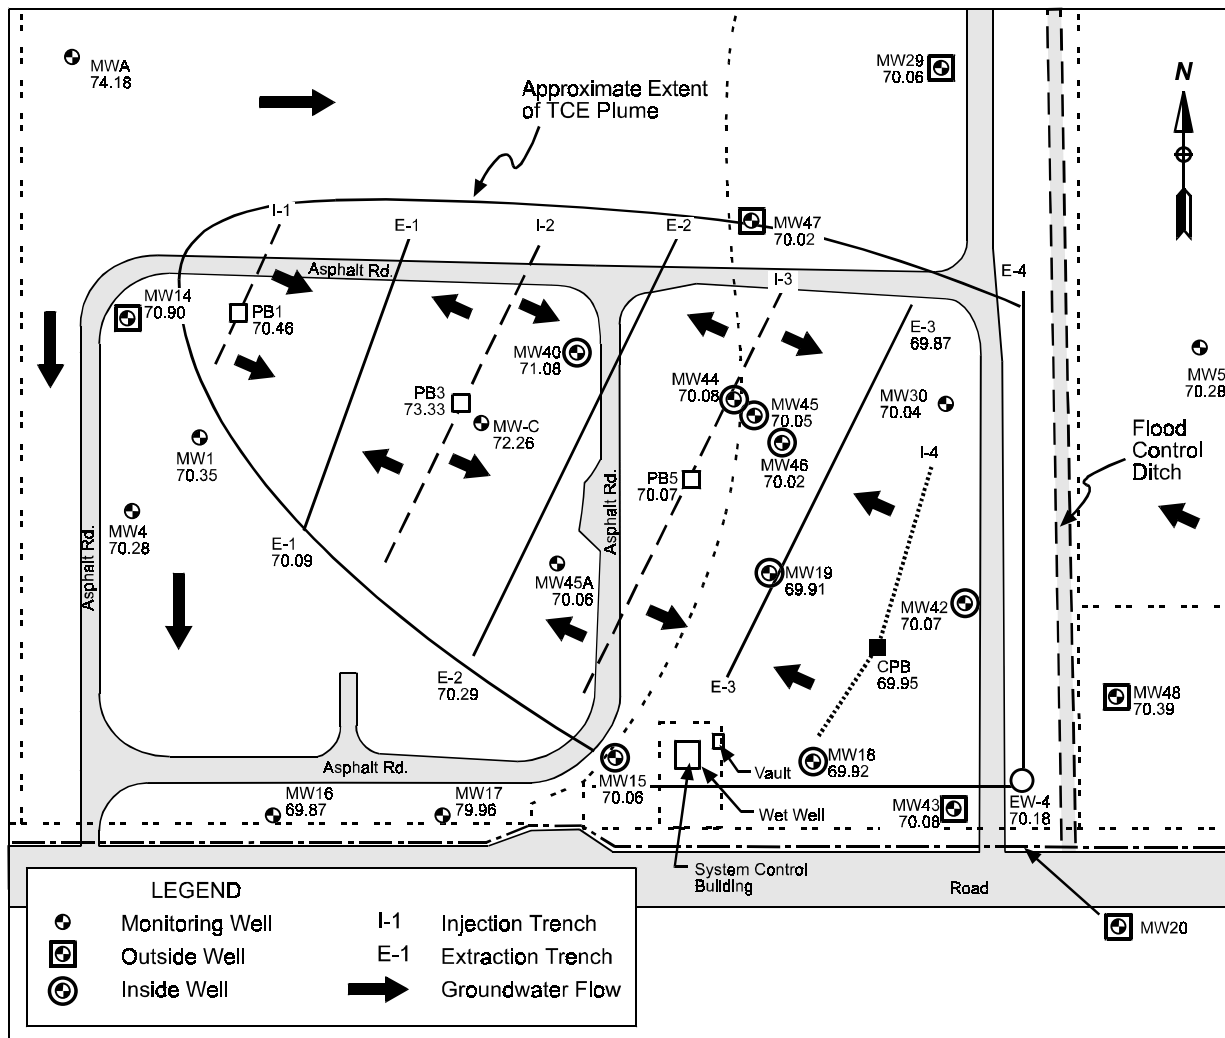 MWA
74.18
MW29
70.06
Approximate Extent
of TCE Plume
N
I-1
E-1
I-2
E-2
MW47
70.02
Asphalt Rd.
I-3
E-4
MW14
70.90
PB1
70.46
MW40
71.08
E-3
69.87
MW5
70.28
PB3
73.33
MW-C
72.26
MW44
70.08
MW45
70.05
MW30
70.04
MW1
70.35
MW46
70.02
I-4
Flood
Control
Ditch
PB5
70.07
MW4
70.28
Asphalt Rd.
Asphalt Rd.
E-1
70.09
MW45A
70.06
MW19
69.91
MW42
70.07
E-2
70.29
E-3
CPB
69.95
MW48
70.39
Asphalt Rd.
MW15
70.06
Vault
MW18
69.92
MW16
69.87
MW17
79.96
Wet Well
MW43
70.08
EW-4
70.18
System Control
Building
Road
MW20
LEGEND
Monitoring Well
I-1 Injection Trench
Outside Well
E-1 Extraction Trench
Inside Well
Groundwater Flow